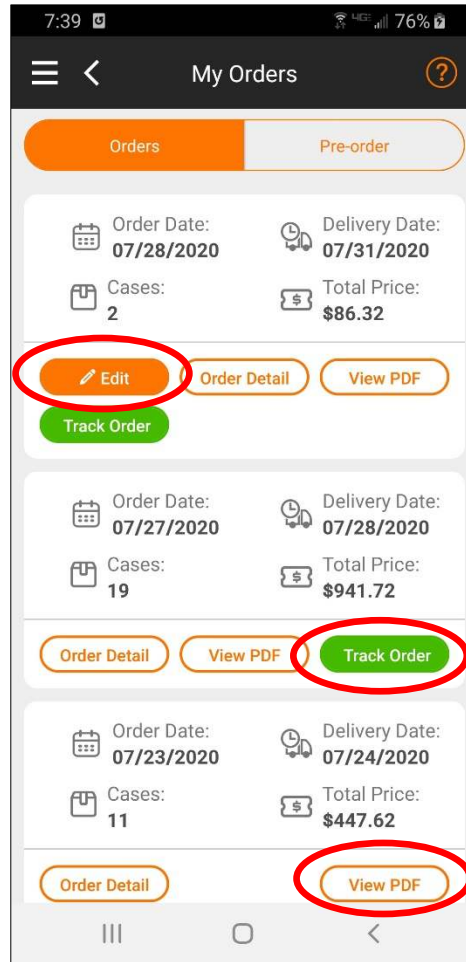 7:39 76%
My Orders ?
Orders Pre-order
Order Date: Delivery Date:
07/28/2020 07/31/2020
Cases: Total Price:
2 $86.32
Edit Order Detail View PDF
Track Order
Order Date: Delivery Date:
07/27/2020 07/28/2020
Cases: Total Price:
19 $941.72
Order Detail View PDF Track Order
Order Date: Delivery Date:
07/23/2020 07/24/2020
Cases: Total Price:
11 $447.62
Order Detail View PDF